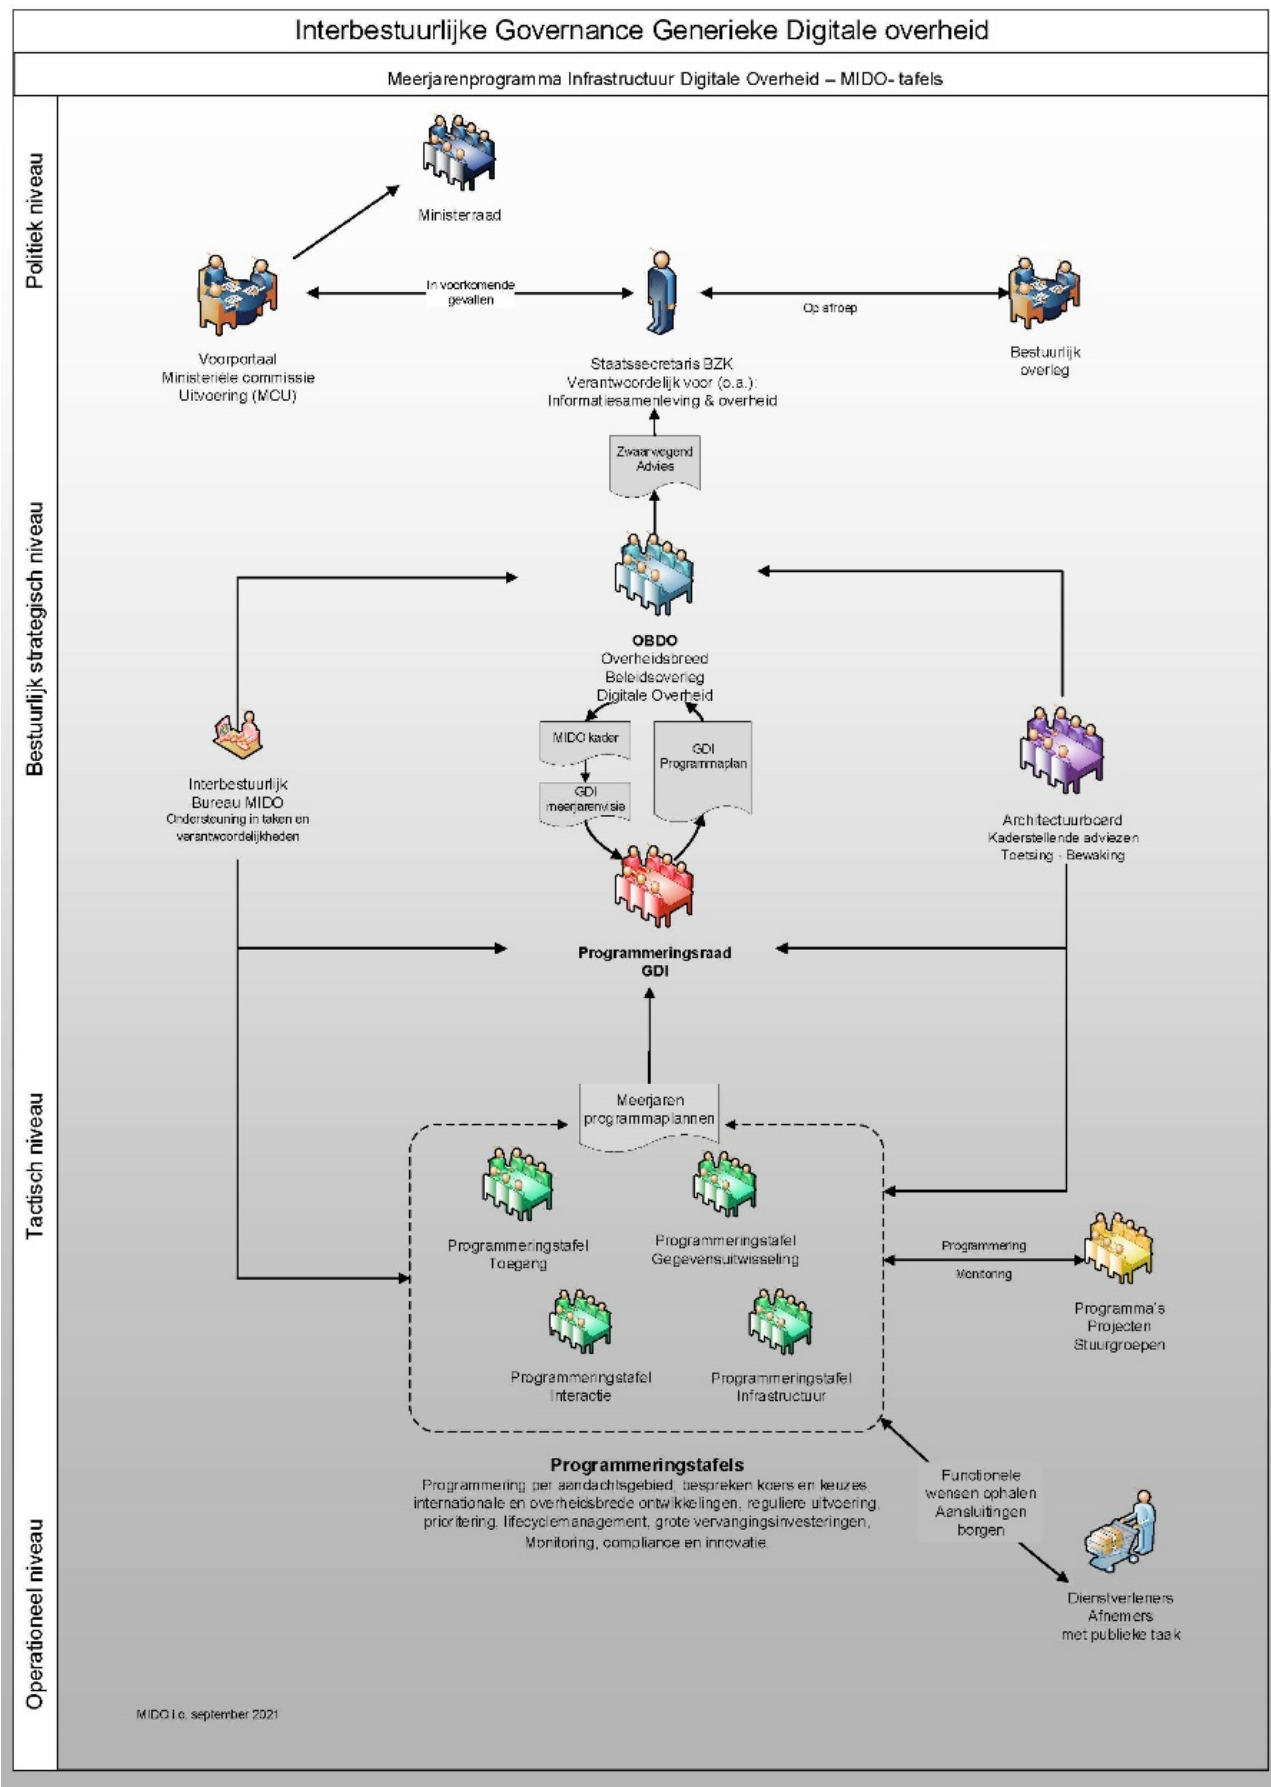 Interbestuurlijke Governance Generieke Digitale overheid
Meerjarenprogramma Infrastructuur Digitale Overheid – MIDO- tafels
Politiek niveau
Ministerraad
In voorkomende
gevallen
Op afroep
Voorportaal
Ministeriële commissie
Uitvoering (MCU)
Staatssecretaris BZK
Verantwoordelijk voor (o.a.):
Informatiesamenleving & overheid
Bestuurlijk
overleg
Zwaarwegend
Advies
Bestuurlijk strategisch niveau
OBDO
Overheidsbreed
Beleidsoverleg
Digitale Overheid
MIDO kader
GDI
meerjarenvisie
GDI
Programmaplan
Interbestuurlijk
Bureau MIDO
Ondersteuning in taken en
verantwoordelijkheden
Architectuurboard
Kaderstellende adviezen
Toetsing - Bewaking
Programmeringsraad
GDI
Tactisch niveau
Meerjaren
programmaplannen
Programmeringstafel
Toegang
Programmeringstafel
Gegevensuitwisseling
Programmering
Monitoring
Programma's
Projecten
Stuurgroepen
Programmeringstafel
Interactie
Programmeringstafel
Infrastructuur
Programmeringstafels
Programmering per aandachtsgebied, bespreken koers en keuzes,
internationale en overheidsbrede ontwikkelingen, reguliere uitvoering,
prioritering, lifecyclemanagement, grote vervangingsinvesteringen,
Monitoring, compliance en innovatie.
Functionele
wensen ophalen
Aansluitingen
borgen
Operationeel niveau
Dienstverleners
Afnemers
met publieke taak
MIDO i.o. september 2021